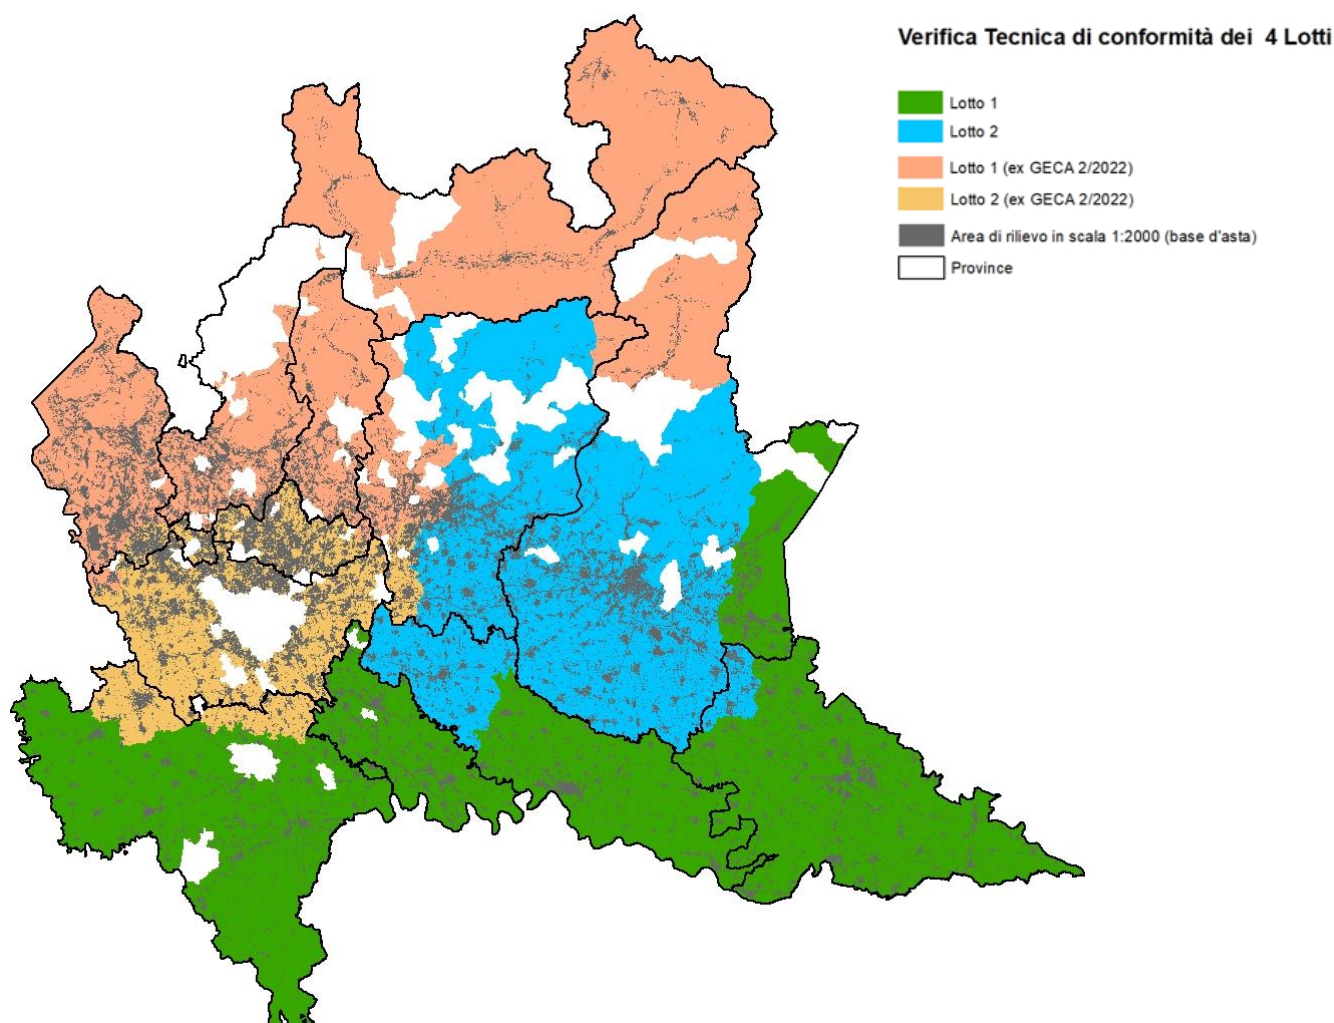 Verifica Tecnica di conformità dei 4 Lotti
Lotto 1
Lotto 2
Lotto 1 (ex GECA 2/2022)
Lotto 2 (ex GECA 2/2022)
Area di rilievo in scala 1:2000 (base d'asta)
Province